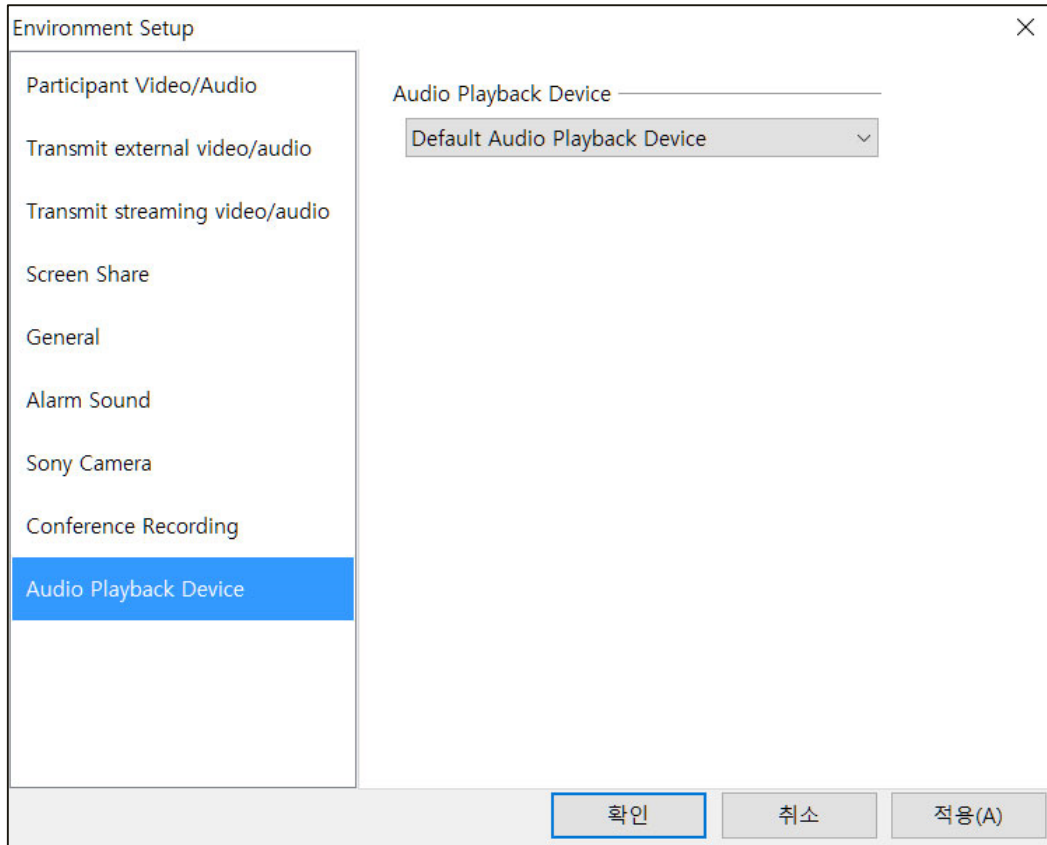 Environment Setup
Participant Video/Audio
Transmit external video/audio
Transmit streaming video/audio
Screen Share
General
Alarm Sound
Sony Camera
Conference Recording
Audio Playback Device
Audio Playback Device
Default Audio Playback Device
확인
취소
적용(A)